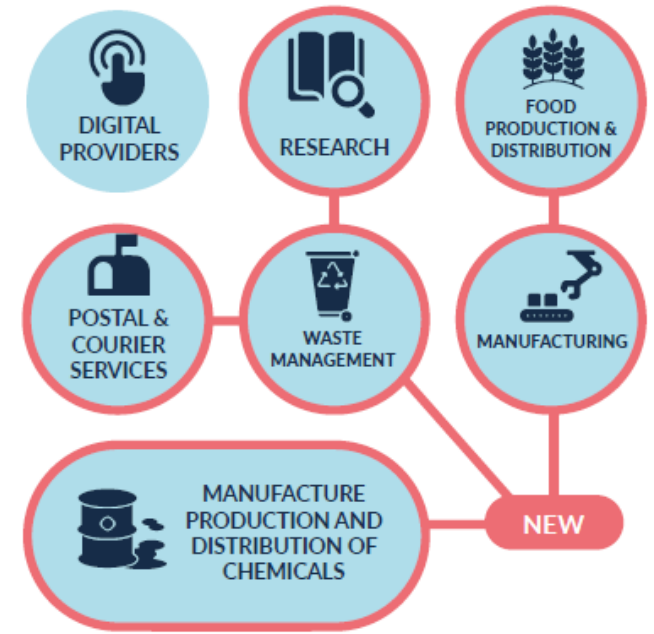 DIGITAL
PROVIDERS
RESEARCH
FOOD
PRODUCTION &
DISTRIBUTION
POSTAL &
COURIER
SERVICES
WASTE
MANAGEMENT
MANUFACTURING
MANUFACTURE
PRODUCTION AND
DISTRIBUTION OF
CHEMICALS
NEW